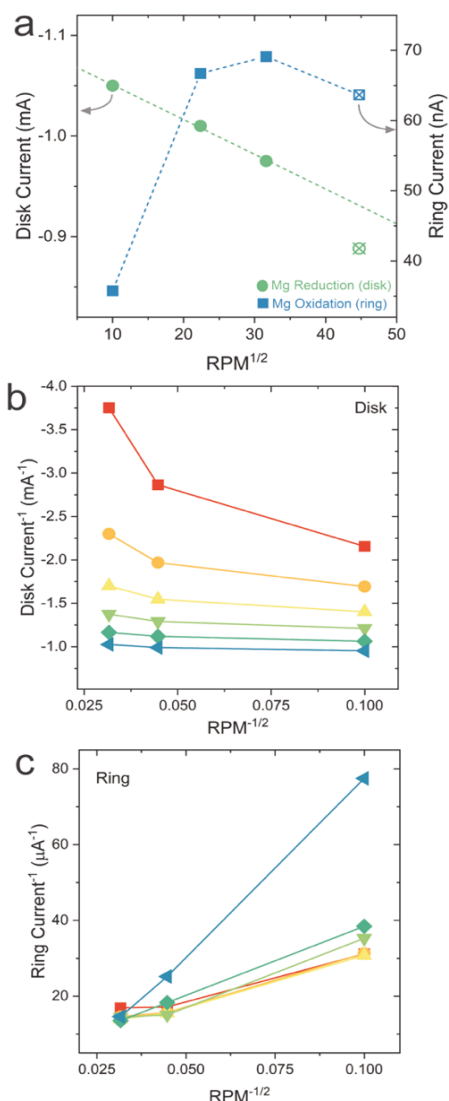 a
-1.1
-1.0
-0.9
Disk Current (mA)
70
60
50
40
Ring Current (nA)
Mg Reduction (disk)
Mg Oxidation (ring)
10
20
30
40
50
RPM1/2
b
Disk
-4.0
-3.5
-3.0
-2.5
-2.0
-1.5
-1.0
Disk Current-1 (mA-1)
0.025
0.050
0.075
0.100
RPM-1/2
c
Ring
80
60
40
20
Ring Current-1 (µA-1)
0.025
0.050
0.075
0.100
RPM-1/2